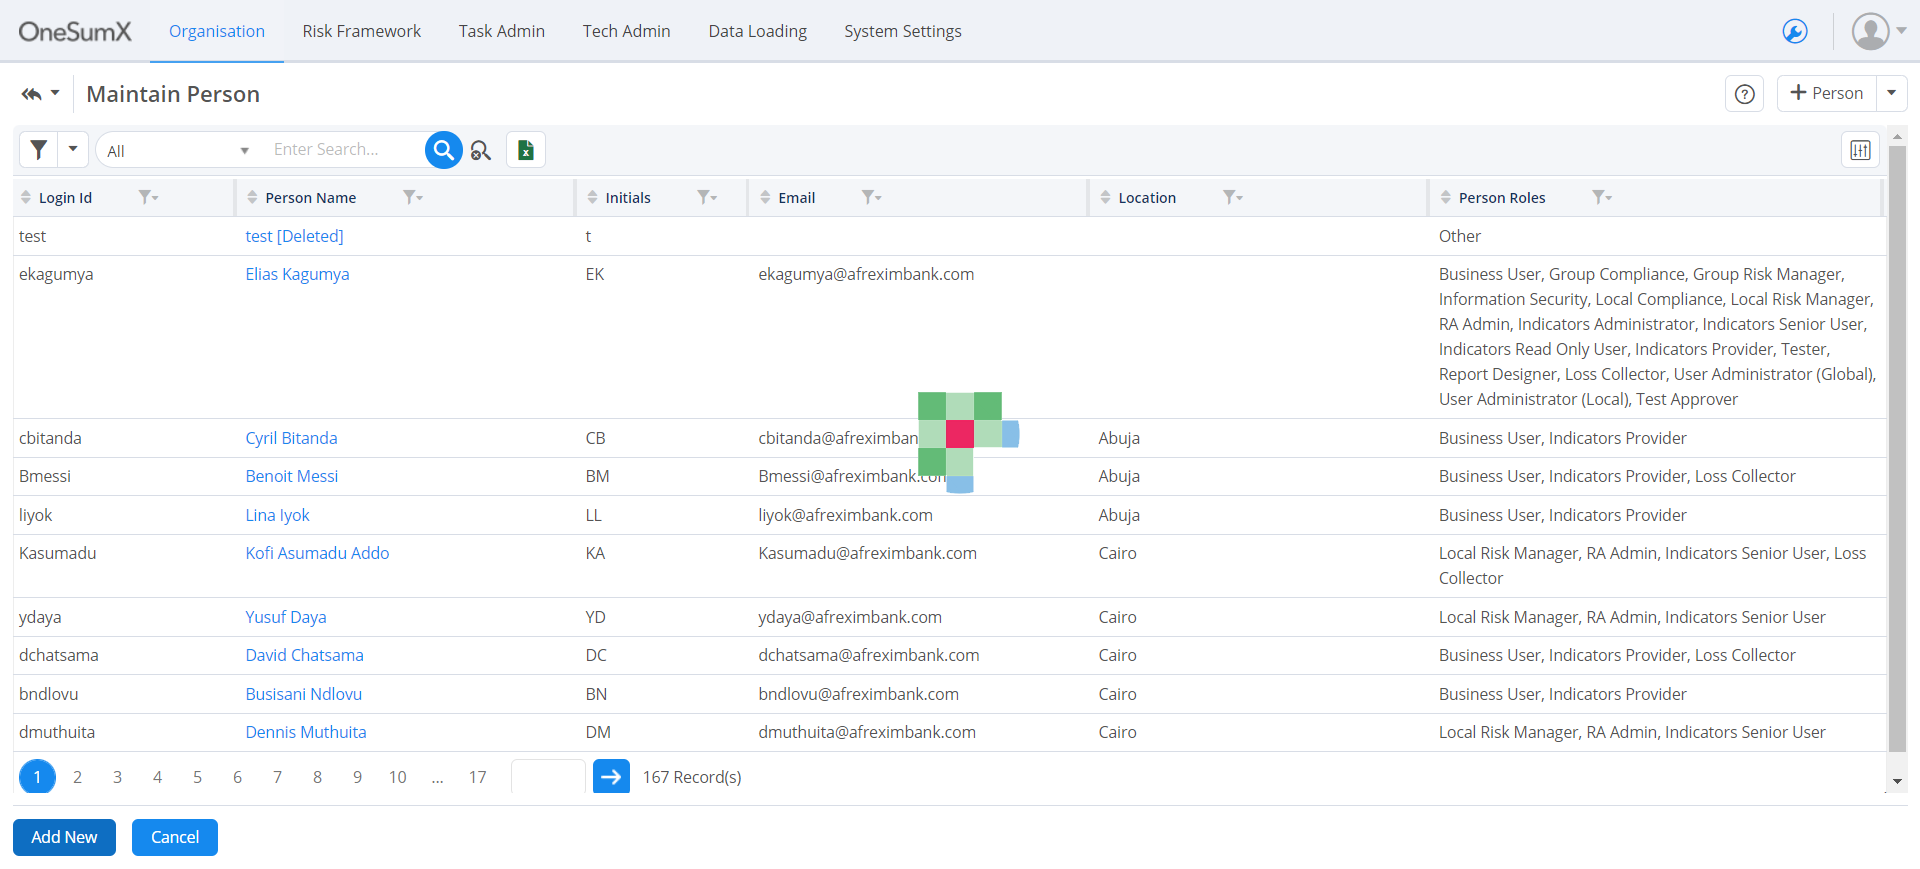 OneSumX Organisation Risk Framework Task Admin Tech Admin Data Loading System Settings
Maintain Person
Person
All Enter Search...
Login Id Person Name Initials Email Location Person Roles
test test [Deleted] t Other
ekagumya Elias Kagumya EK ekagumya@afreximbank.com Business User, Group Compliance, Group Risk Manager,
Information Security, Local Compliance, Local Risk Manager,
RA Admin, Indicators Administrator, Indicators Senior User,
Indicators Read Only User, Indicators Provider, Tester,
Report Designer, Loss Collector, User Administrator (Global),
User Administrator (Local), Test Approver
cbitanda Cyril Bitanda CB cbitanda@afreximban Abuja Business User, Indicators Provider
Bmessi Benoit Messi BM Bmessi@afreximbank.com Abuja Business User, Indicators Provider, Loss Collector
liyok Lina Iyok LL liyok@afreximbank.com Abuja Business User, Indicators Provider
Kasumadu Kofi Asumadu Addo KA Kasumadu@afreximbank.com Cairo Local Risk Manager, RA Admin, Indicators Senior User, Loss
Collector
ydaya Yusuf Daya YD ydaya@afreximbank.com Cairo Local Risk Manager, RA Admin, Indicators Senior User
dchatsama David Chatsama DC dchatsama@afreximbank.com Cairo Business User, Indicators Provider, Loss Collector
bndlovu Busisani Ndlovu BN bndlovu@afreximbank.com Cairo Business User, Indicators Provider
dmuthuita Dennis Muthuita DM dmuthuita@afreximbank.com Cairo Local Risk Manager, RA Admin, Indicators Senior User
1 2 3 4 5 6 7 8 9 10 ... 17 167 Record(s)
Add New Cancel